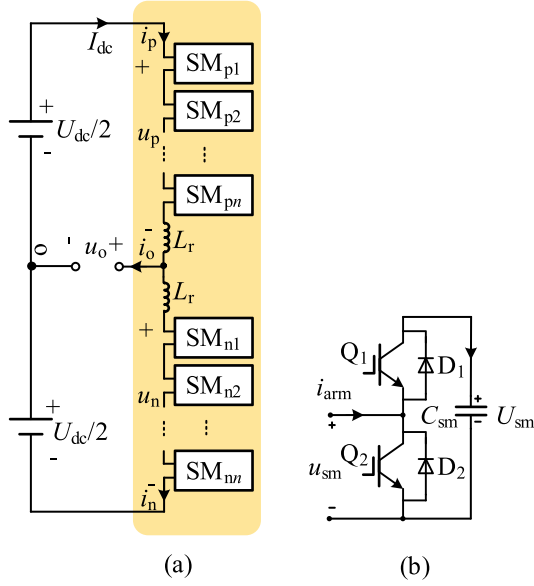 I_dc
i_p
+
SM_p1
SM_p2
+
U_dc/2
-
u_p
SM_pn
-
L_r
o
-
u_o
+
i_o
L_r
+
SM_n1
SM_n2
u_n
+
U_dc/2
-
SM_nn
-
i_n
(a)
Q_1
D_1
i_arm
+
C_sm
+
-
U_sm
u_sm
Q_2
D_2
-
(b)